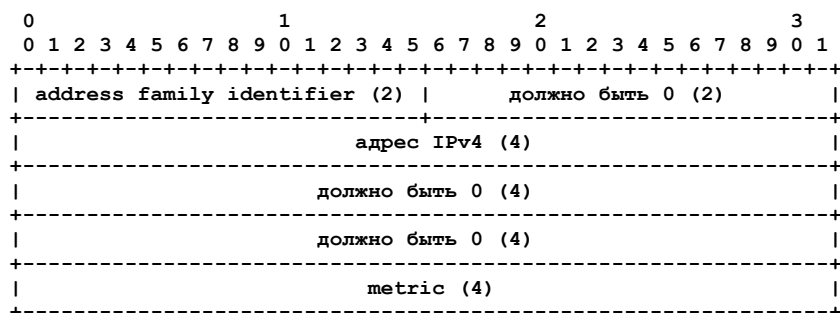 0                   1                   2                   3
0 1 2 3 4 5 6 7 8 9 0 1 2 3 4 5 6 7 8 9 0 1 2 3 4 5 6 7 8 9 0 1
+-+-+-+-+-+-+-+-+-+-+-+-+-+-+-+-+-+-+-+-+-+-+-+-+-+-+-+-+-+-+-+-+
| address family identifier (2) |      должно быть 0 (2)        |
+-------------------------------+-------------------------------+
|                          адрес IPv4 (4)                       |
+---------------------------------------------------------------+
|                       должно быть 0 (4)                       |
+---------------------------------------------------------------+
|                       должно быть 0 (4)                       |
+---------------------------------------------------------------+
|                           metric (4)                          |
+---------------------------------------------------------------+